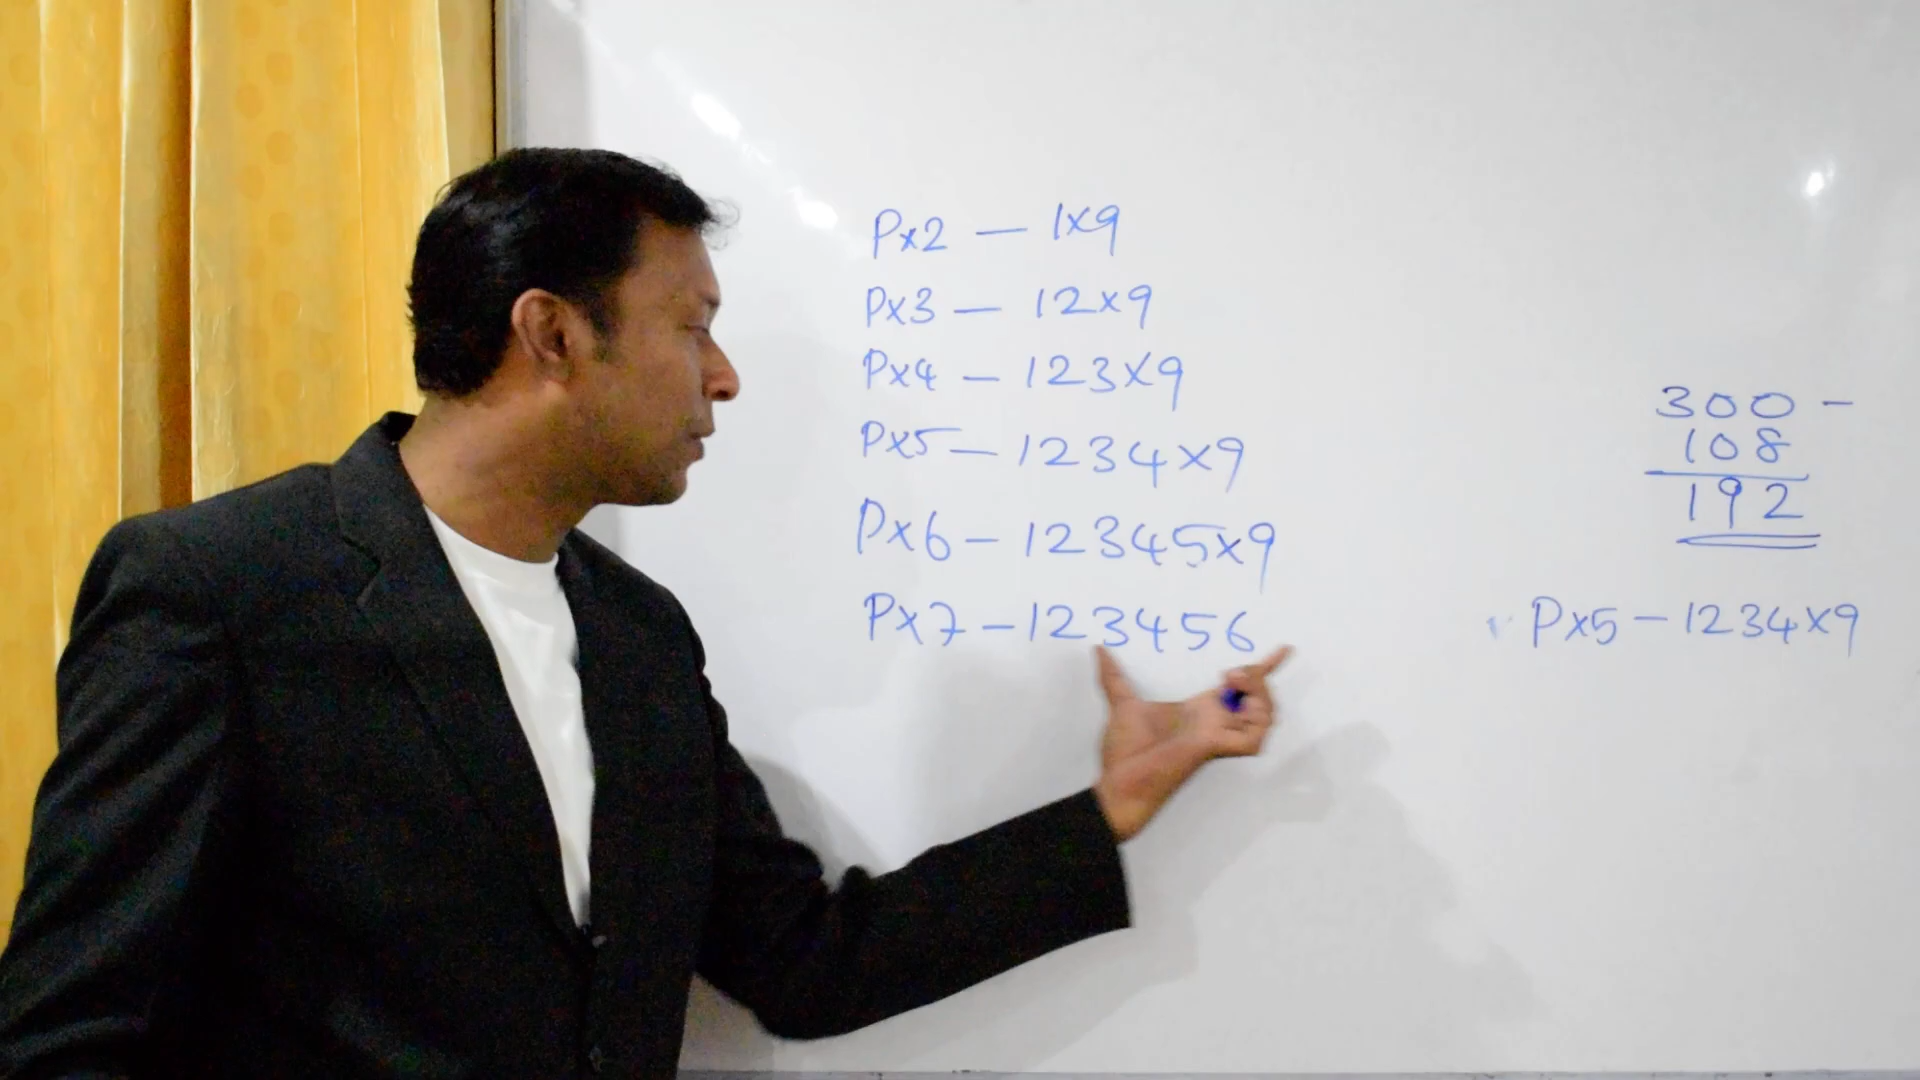 Px2 — 1x9
Px3 — 12x9
Px4 — 123x9
Px5 — 1234x9
Px6 — 12345x9
Px7 — 123456
300 –
108
192
Px5 — 1234x9